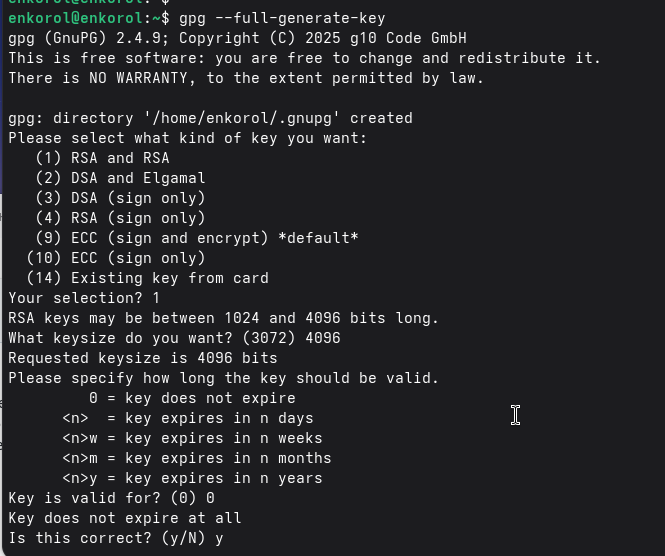 enkorol@enkorol:~$
enkorol@enkorol:~$ gpg --full-generate-key
gpg (GnuPG) 2.4.9; Copyright (C) 2025 g10 Code GmbH
This is free software: you are free to change and redistribute it.
There is NO WARRANTY, to the extent permitted by law.

gpg: directory '/home/enkorol/.gnupg' created
Please select what kind of key you want:
   (1) RSA and RSA
   (2) DSA and Elgamal
   (3) DSA (sign only)
   (4) RSA (sign only)
   (9) ECC (sign and encrypt) *default*
  (10) ECC (sign only)
  (14) Existing key from card
Your selection? 1
RSA keys may be between 1024 and 4096 bits long.
What keysize do you want? (3072) 4096
Requested keysize is 4096 bits
Please specify how long the key should be valid.
         0 = key does not expire
      <n>  = key expires in n days
      <n>w = key expires in n weeks
      <n>m = key expires in n months
      <n>y = key expires in n years
Key is valid for? (0) 0
Key does not expire at all
Is this correct? (y/N) y